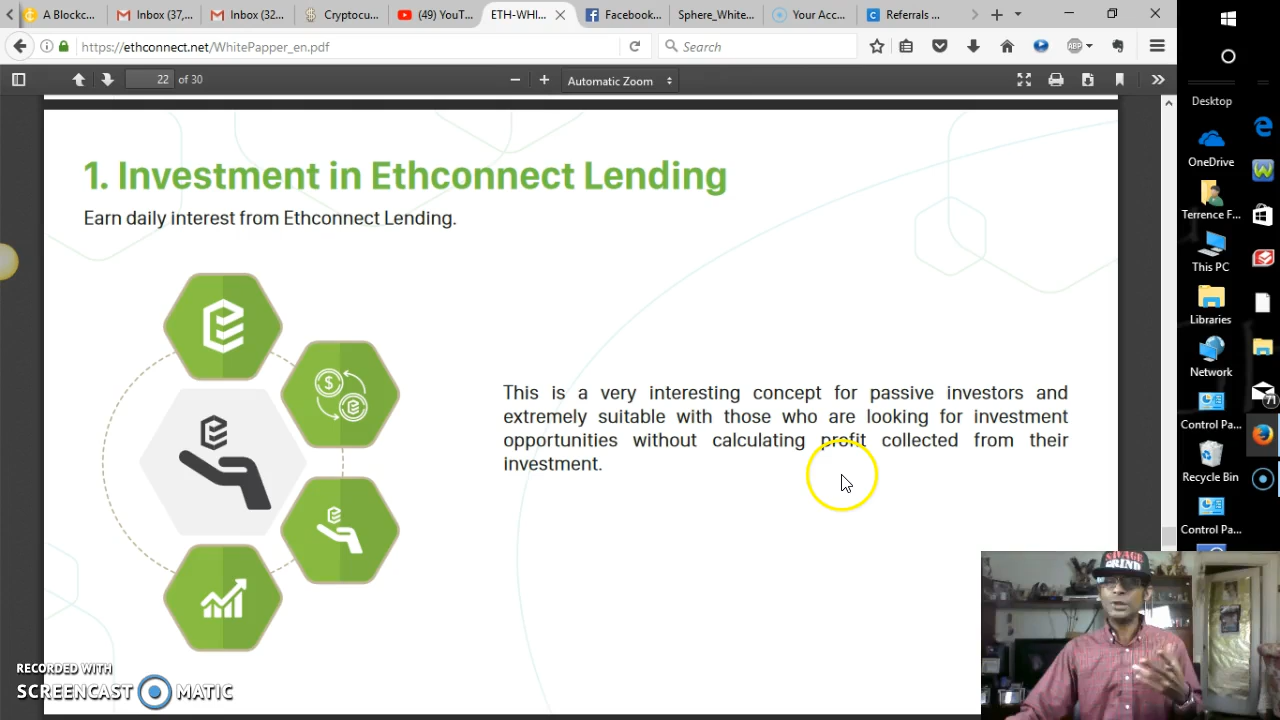 A Blockc...
Inbox (37,...
Inbox (32...
Cryptocu...
(49) YouT...
ETH-WHI...
Facebook...
Sphere_White...
Your Acc...
Referrals ...
https://ethconnect.net/WhitePapper_en.pdf
Search
ABP
22 of 30
Automatic Zoom
1. Investment in Ethconnect Lending
Earn daily interest from Ethconnect Lending.
This is a very interesting concept for passive investors and
extremely suitable with those who are looking for investment
opportunities without calculating profit collected from their
investment.
Desktop
OneDrive
Terrence F...
This PC
Libraries
Network
Control Pa...
71
Recycle Bin
Control Pa...
SAVAGE
GRIND
RECORDED WITH
SCREENCAST MATIC